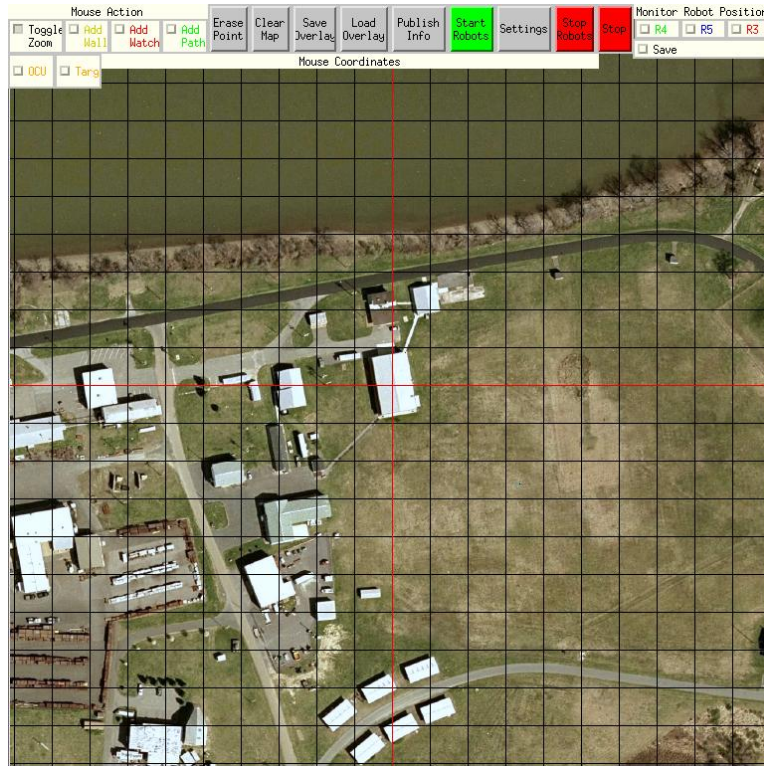 Mouse Action
Toggle Zoom
Add Wall
Add Watch
Add Path
Erase Point
Clear Map
Save Overlay
Load Overlay
Publish Info
Start Robots
Settings
Stop Robots
Stop
Monitor Robot Position
R4
R5
R3
Save
OCU
Targ
Mouse Coordinates